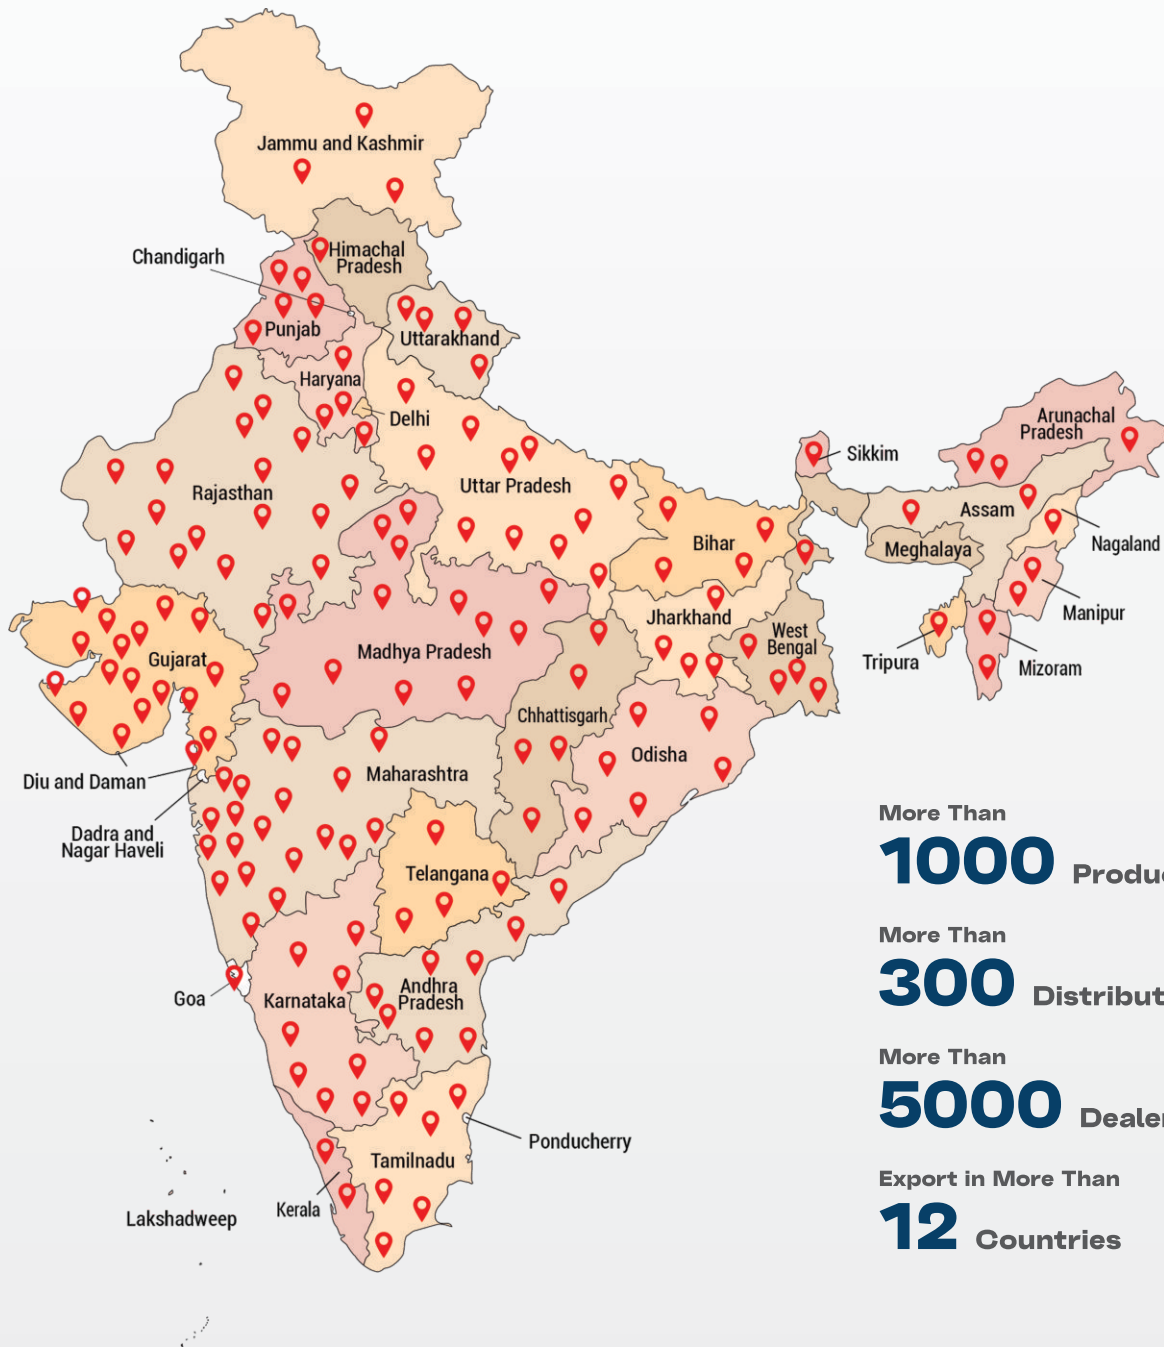 Jammu and Kashmir
Himachal
Pradesh
Chandigarh
Punjab
Uttarakhand
Haryana
Delhi
Arunachal
Pradesh
Sikkim
Rajasthan
Uttar Pradesh
Assam
Bihar
Meghalaya
Nagaland
Jharkhand
Manipur
West
Bengal
Madhya Pradesh
Gujarat
Tripura
Mizoram
Chhattisgarh
Odisha
Maharashtra
Diu and Daman
Dadra and
Nagar Haveli
Telangana
Goa
Karnataka
Andhra
Pradesh
Ponducherry
Tamilnadu
Kerala
Lakshadweep
More Than
1000 Produc
More Than
300 Distribut
More Than
5000 Dealer
Export in More Than
12 Countries